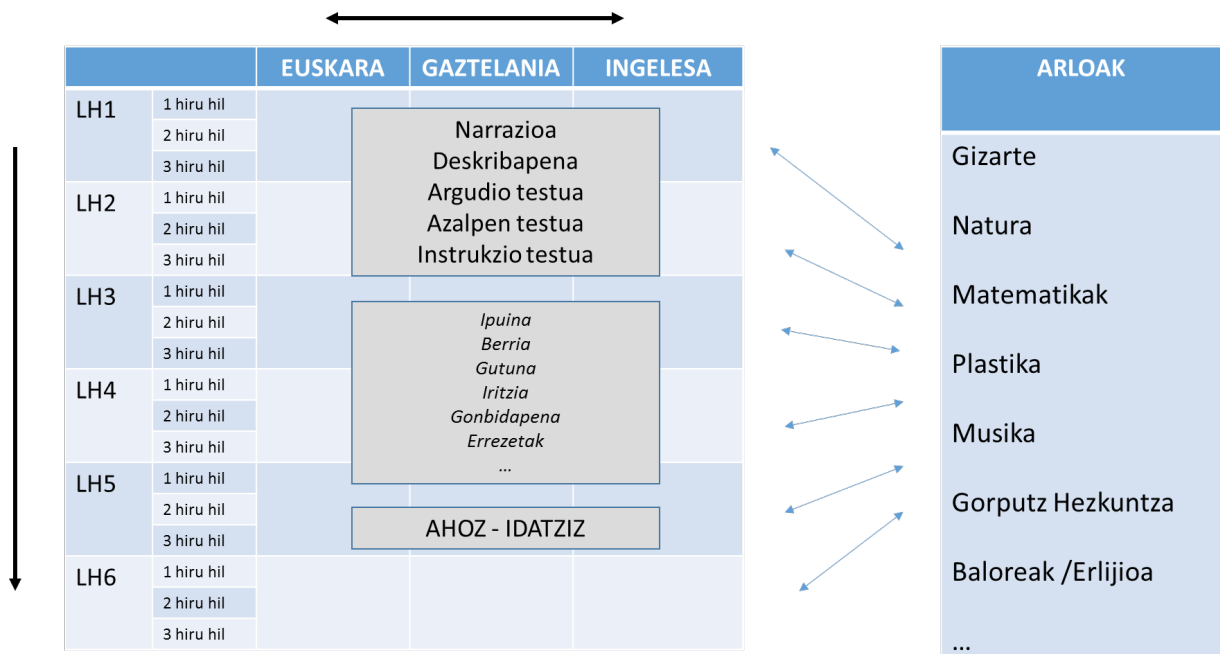 EUSKARA GAZTELANIA INGELESA
LH1
1 hiru hil
2 hiru hil
3 hiru hil
LH2
1 hiru hil
2 hiru hil
3 hiru hil
LH3
1 hiru hil
2 hiru hil
3 hiru hil
LH4
1 hiru hil
2 hiru hil
3 hiru hil
LH5
1 hiru hil
2 hiru hil
3 hiru hil
LH6
1 hiru hil
2 hiru hil
3 hiru hil
Narrazioa
Deskribapena
Argudio testua
Azalpen testua
Instrukzio testua
Ipuina
Berria
Gutuna
Iritzia
Gonbidapena
Errezetak
...
AHOZ - IDATZIZ
ARLOAK
Gizarte
Natura
Matematikak
Plastika
Musika
Gorputz Hezkuntza
Baloreak /Erlijioa
...